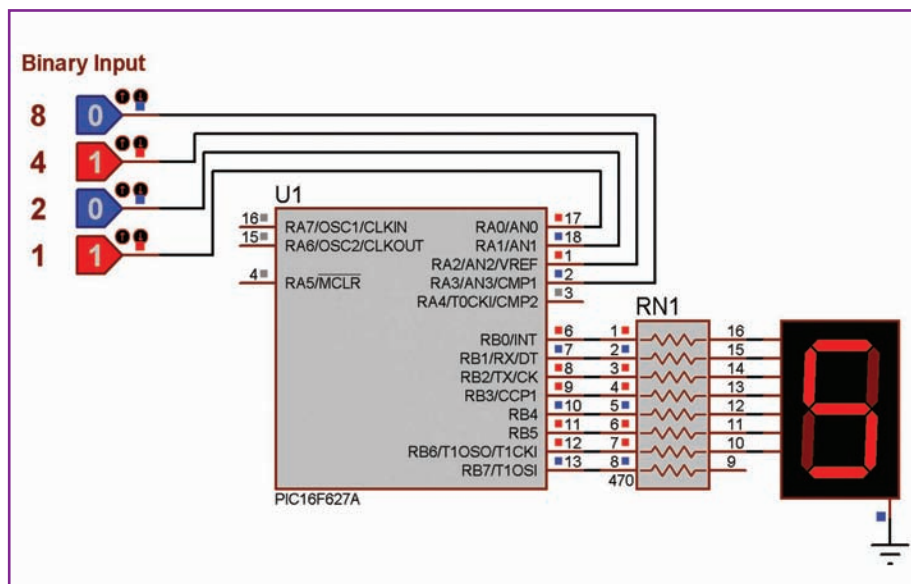 Binary Input
8 0
4 1
2 0
1 1
U1
16 RA7/OSC1/CLKIN RA0/AN0 17
15 RA6/OSC2/CLKOUT RA1/AN1 18
RA2/AN2/VREF 1
4 RA5/MCLR RA3/AN3/CMP1 2
RA4/T0CKI/CMP2 3
RN1
RB0/INT 6 1 16
RB1/RX/DT 7 2 15
RB2/TX/CK 8 3 14
RB3/CCP1 9 4 13
RB4 10 5 12
RB5 11 6 11
RB6/T1OSO/T1CKI 12 7 10
RB7/T1OSI 13 8 9
PIC16F627A
470
5